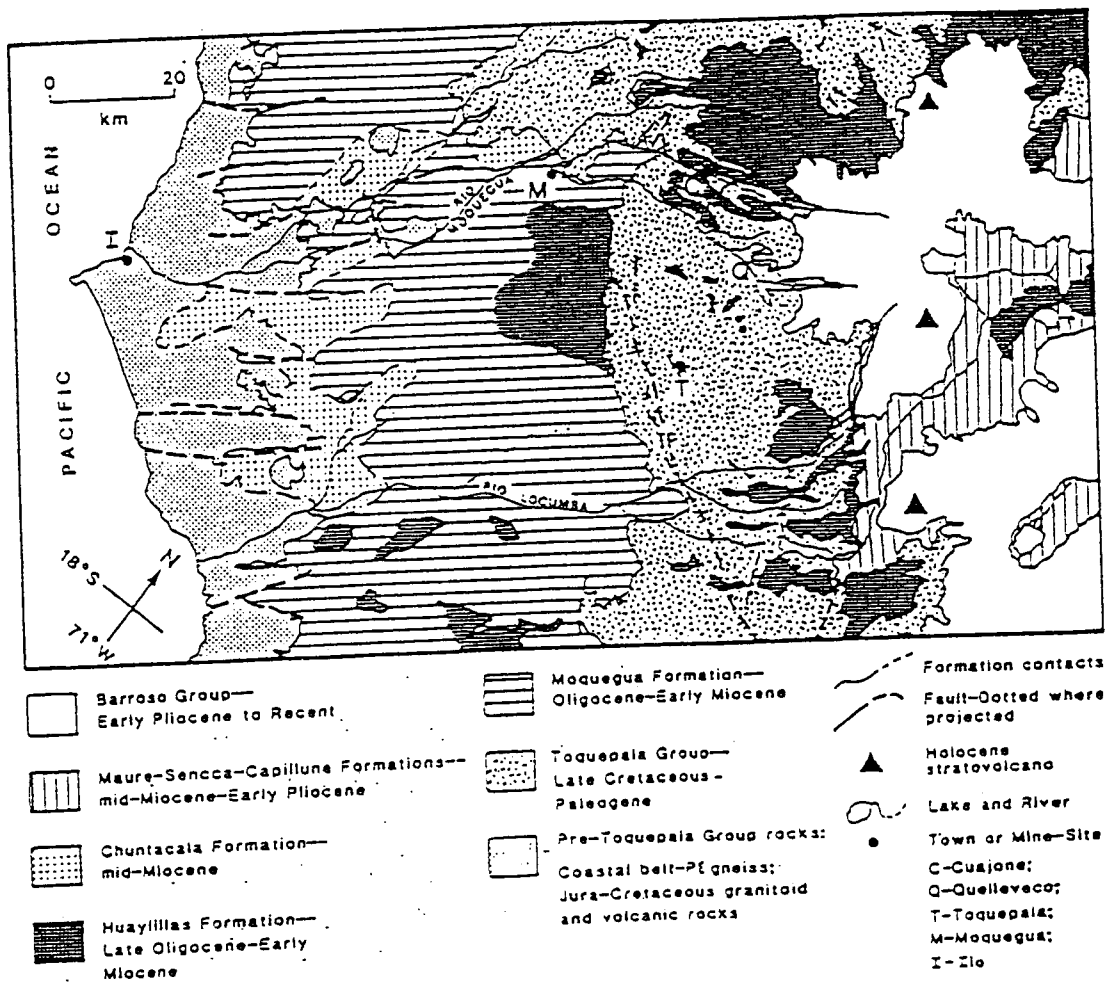 0 20
km
OCEAN
PACIFIC
I
M
RIO
MOQUEGUA
Q
T
RIO LOCUMBA
18°S
N
71°W
Barroso Group—
Early Pliocene to Recent
Maure-Sencca-Capillune Formations—
mid-Miocene-Early Pliocene
Chuntacala Formation—
mid-Miocene
Huaylillas Formation—
Late Oligocene-Early
Miocene
Moquegua Formation—
Oligocene-Early Miocene
Toquepala Group—
Late Cretaceous-
Paleogene
Pre-Toquepala Group rocks:
Coastal belt-PЄ gneiss;
Jura-Cretaceous granitoid
and volcanic rocks
Formation contacts
Fault-Dotted where
projected
Holocene
stratovolcano
Lake and River
Town or Mine-Site
C-Cuajone;
Q-Quelleveco;
T-Toquepala;
M-Moquegua;
I-Ilo